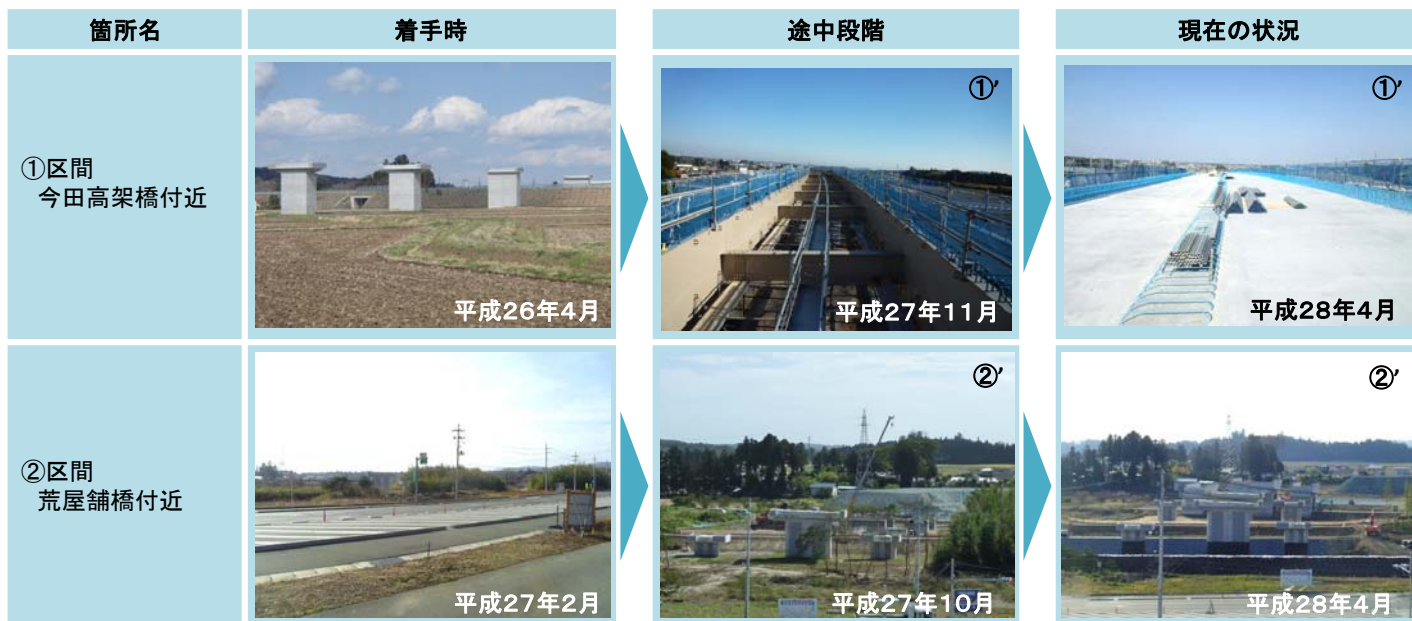 箇所名
着手時
途中段階
現在の状況
①区間
今田高架橋付近
平成26年4月
①'
平成27年11月
①'
平成28年4月
②区間
荒屋舗橋付近
平成27年2月
②'
平成27年10月
②'
平成28年4月